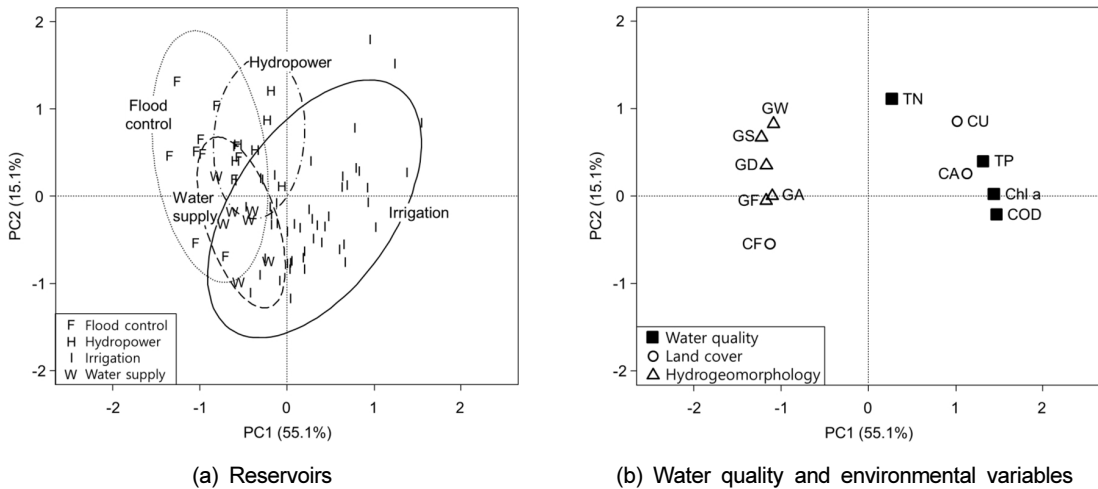 2
1
0
-1
-2
PC2 (15.1%)
Hydropower
Flood
control
Water
supply
Irrigation
F Flood control
H Hydropower
I Irrigation
W Water supply
-2 -1 0 1 2
PC1 (55.1%)
(a) Reservoirs
2
1
0
-1
-2
PC2 (15.1%)
TN
GW
CU
GS
GD
TP
CA
GF
GA
Chl a
COD
CF
Water quality
Land cover
Hydrogeomorphology
-2 -1 0 1 2
PC1 (55.1%)
(b) Water quality and environmental variables